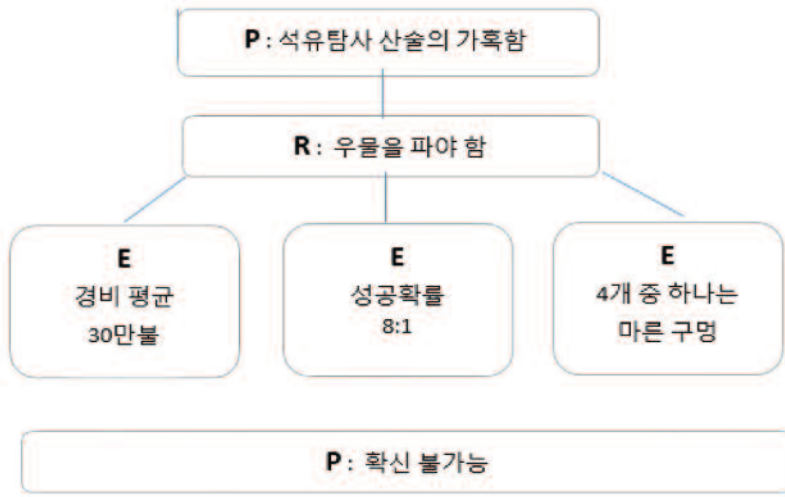 P : 석유탐사 산술의 가혹함
R : 우물을 파야 함
E
경비 평균
30만불
E
성공확률
8:1
E
4개 중 하나는
마른 구멍
P : 확신 불가능